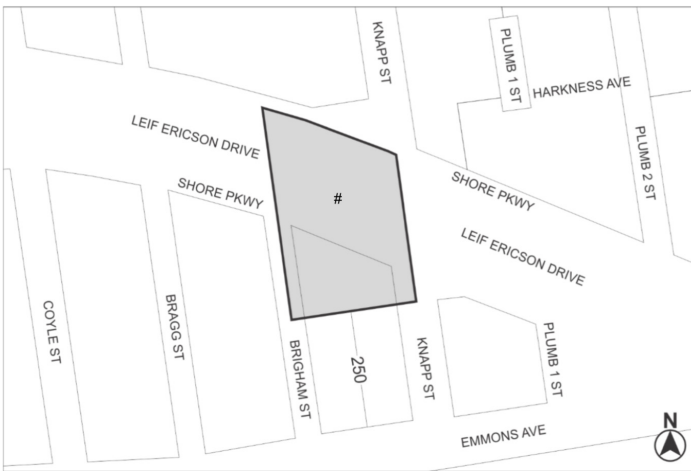 KNAPP ST
PLUMB 1 ST
HARKNESS AVE
LEIF ERICSON DRIVE
PLUMB 2 ST
SHORE PKWY
#
SHORE PKWY
LEIF ERICSON DRIVE
COYLE ST
BRAGG ST
BRIGHAM ST
250
KNAPP ST
PLUMB 1 ST
EMMONS AVE
N